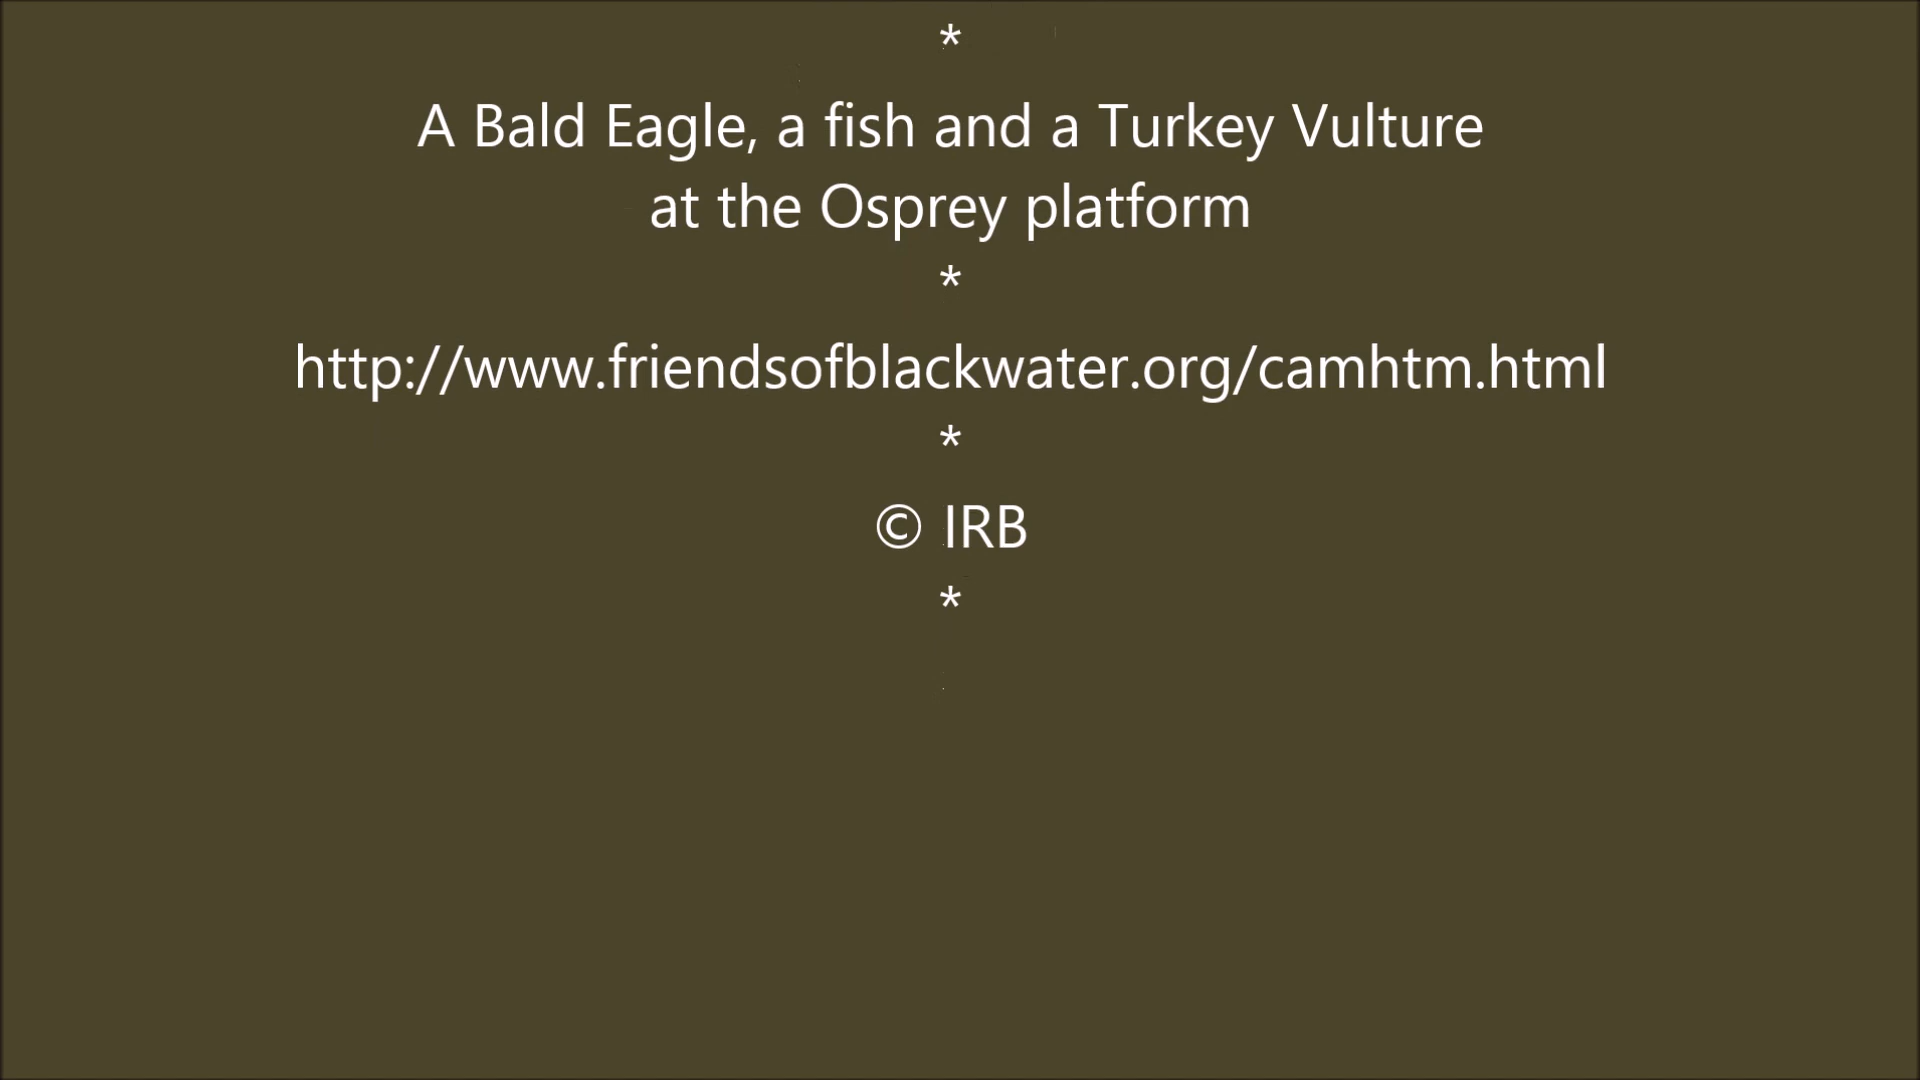 *
A Bald Eagle, a fish and a Turkey Vulture
at the Osprey platform
*
http://www.friendsofblackwater.org/camhtm.html
*
© IRB
*